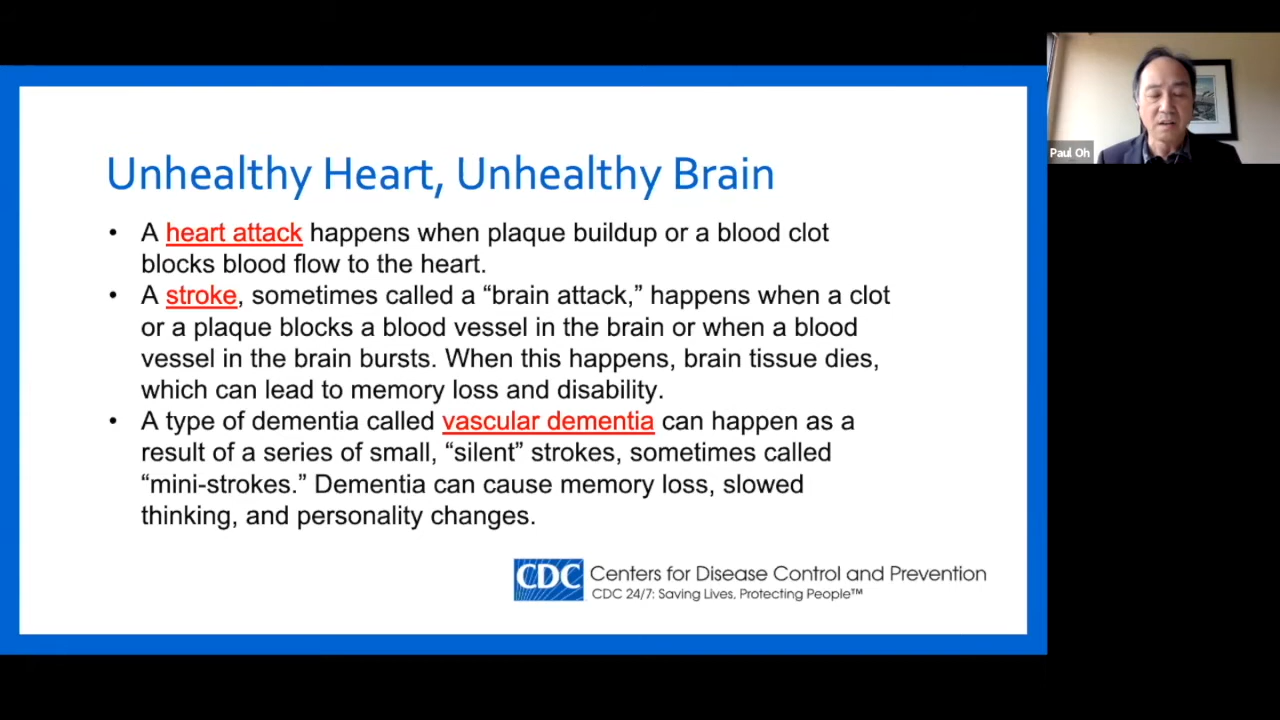 Unhealthy Heart, Unhealthy Brain
• A heart attack happens when plaque buildup or a blood clot
blocks blood flow to the heart.
• A stroke, sometimes called a “brain attack,” happens when a clot
or a plaque blocks a blood vessel in the brain or when a blood
vessel in the brain bursts. When this happens, brain tissue dies,
which can lead to memory loss and disability.
• A type of dementia called vascular dementia can happen as a
result of a series of small, “silent” strokes, sometimes called
“mini-strokes.” Dementia can cause memory loss, slowed
thinking, and personality changes.
CDC Centers for Disease Control and Prevention
CDC 24/7: Saving Lives, Protecting People™
Paul Oh